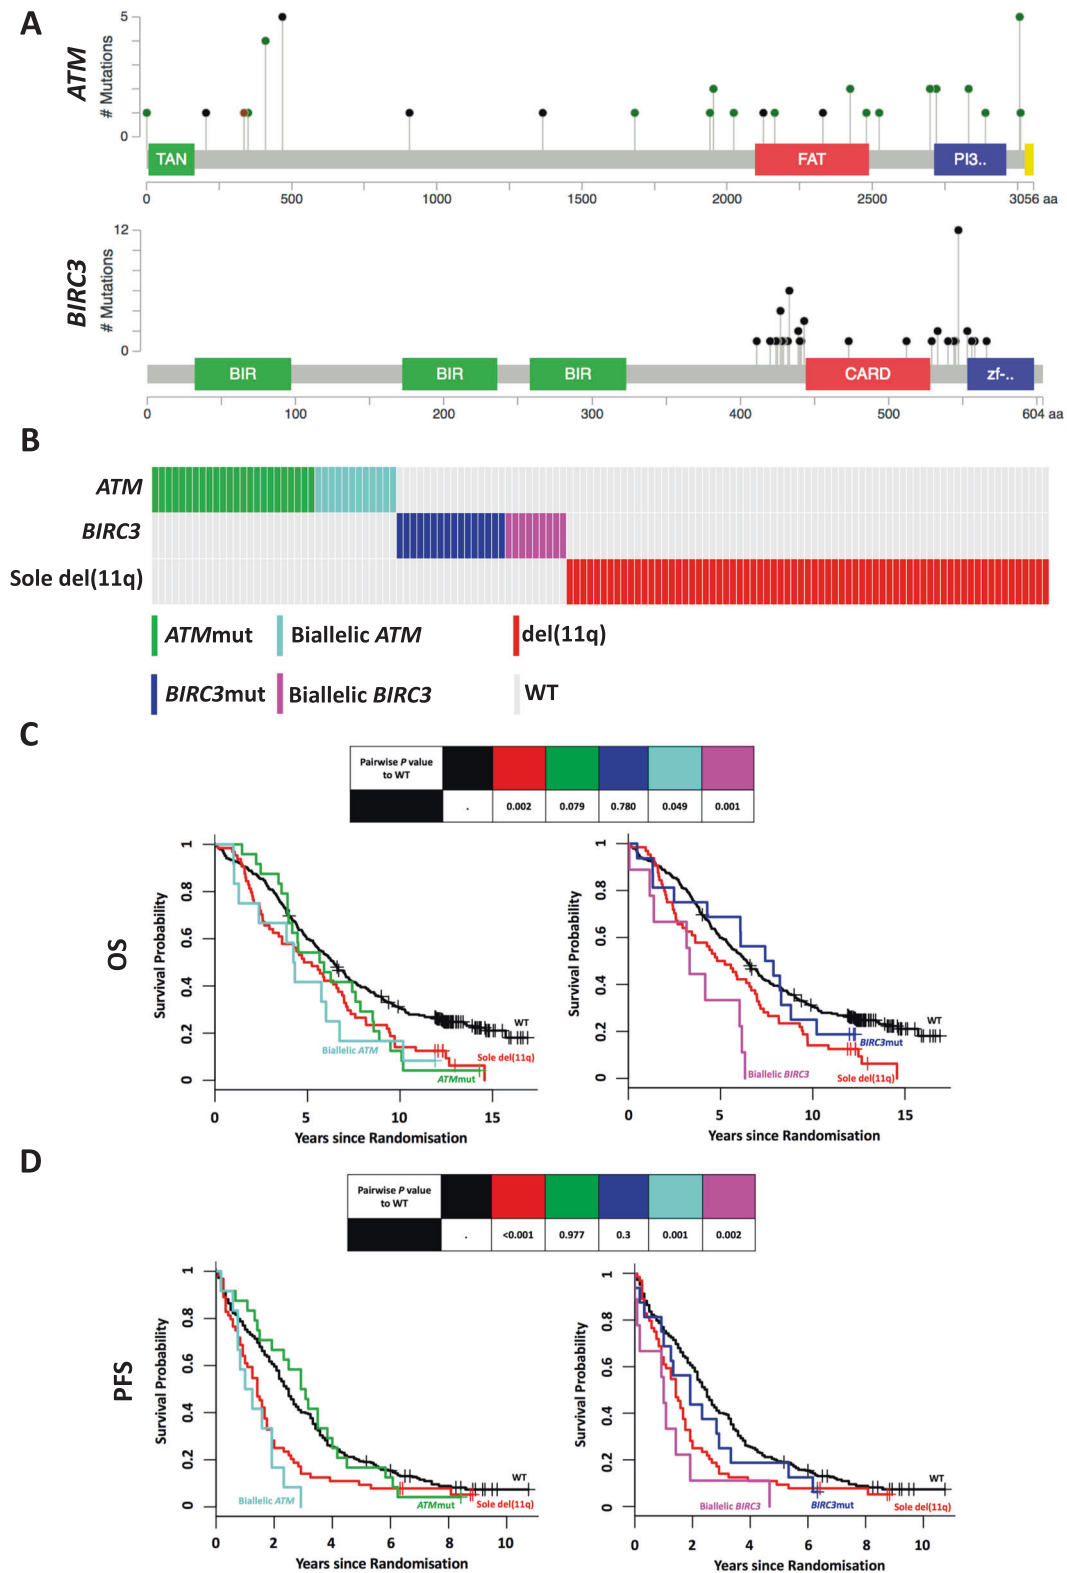 A
ATM
# Mutations
5
0
TAN
FAT
PI3..
0 500 1000 1500 2000 2500 3056 aa
BIRC3
# Mutations
12
0
BIR BIR BIR CARD zf-..
0 100 200 300 400 500 604 aa
B
ATM
BIRC3
Sole del(11q)
ATMmut Biallelic ATM del(11q)
BIRC3mut Biallelic BIRC3 WT
C
Pairwise P value
to WT
. 0.002 0.079 0.780 0.049 0.001
OS
Survival Probability
1
0.8
0.6
0.4
0.2
0
WT
Biallelic ATM
Sole del(11q)
ATMmut
0 5 10 15
Years since Randomisation
Survival Probability
1
0.8
0.6
0.4
0.2
0
WT
BIRC3mut
Biallelic BIRC3
Sole del(11q)
0 5 10 15
Years since Randomisation
D
Pairwise P value
to WT
. <0.001 0.977 0.3 0.001 0.002
PFS
Survival Probability
1
0.8
0.6
0.4
0.2
0
WT
Biallelic ATM
ATMmut
Sole del(11q)
0 2 4 6 8 10
Years since Randomisation
Survival Probability
1
0.8
0.6
0.4
0.2
0
WT
Biallelic BIRC3
BIRC3mut
Sole del(11q)
0 2 4 6 8 10
Years since Randomisation